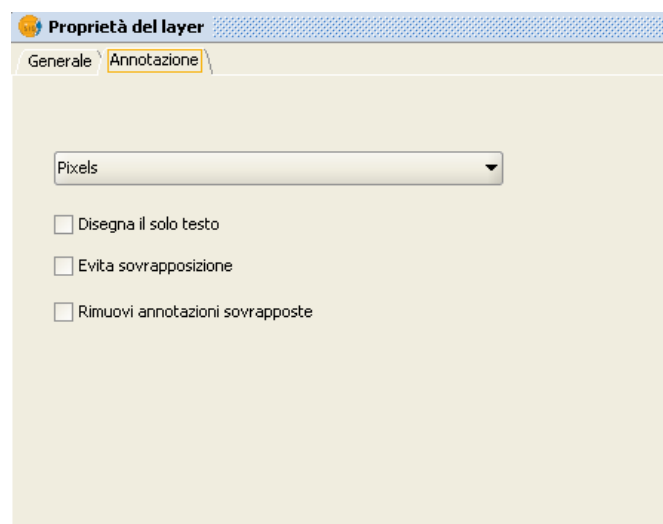 Proprietà del layer
Generale Annotazione
Pixels
Disegna il solo testo
Evita sovrapposizione
Rimuovi annotazioni sovrapposte